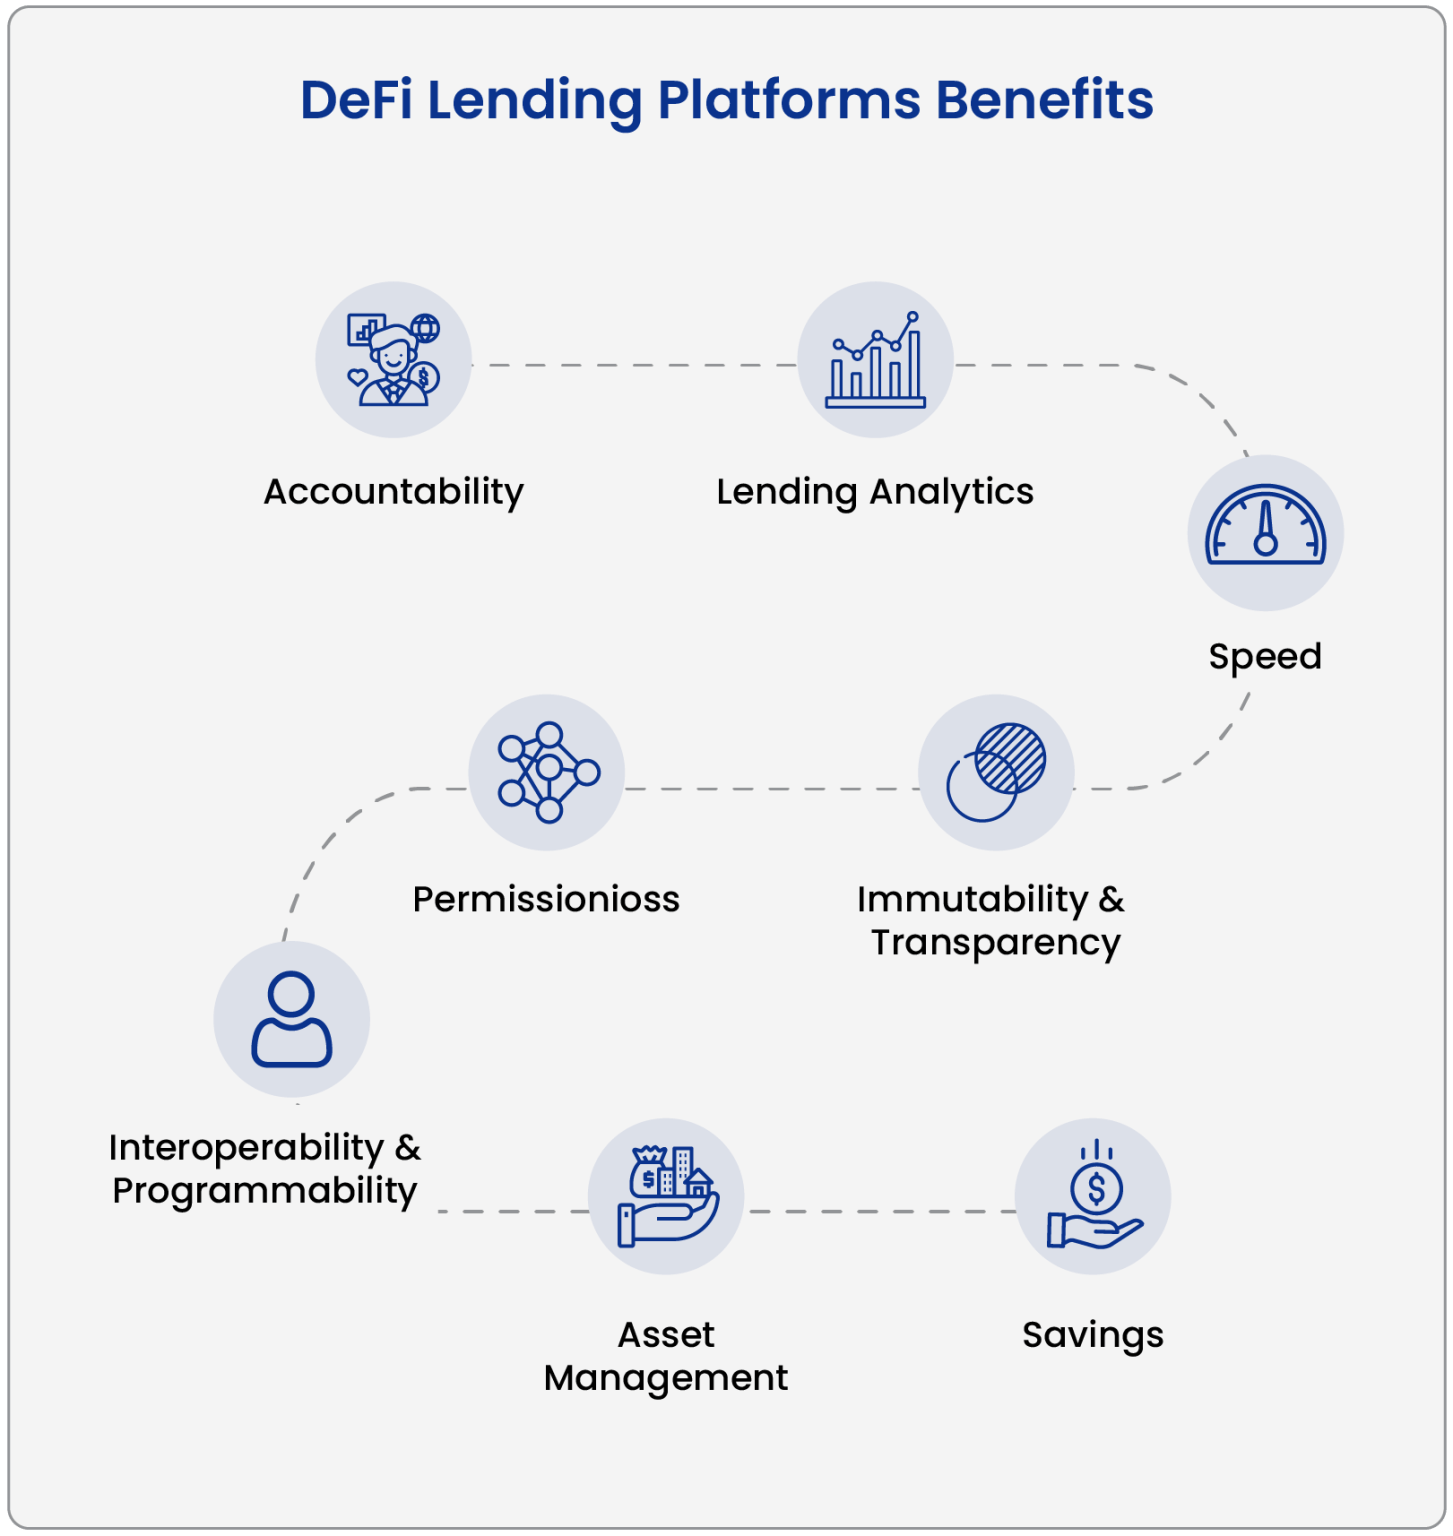 DeFi Lending Platforms Benefits
Accountability
Lending Analytics
Speed
Permissionioss
Immutability &
Transparency
Interoperability &
Programmability
Asset
Management
Savings